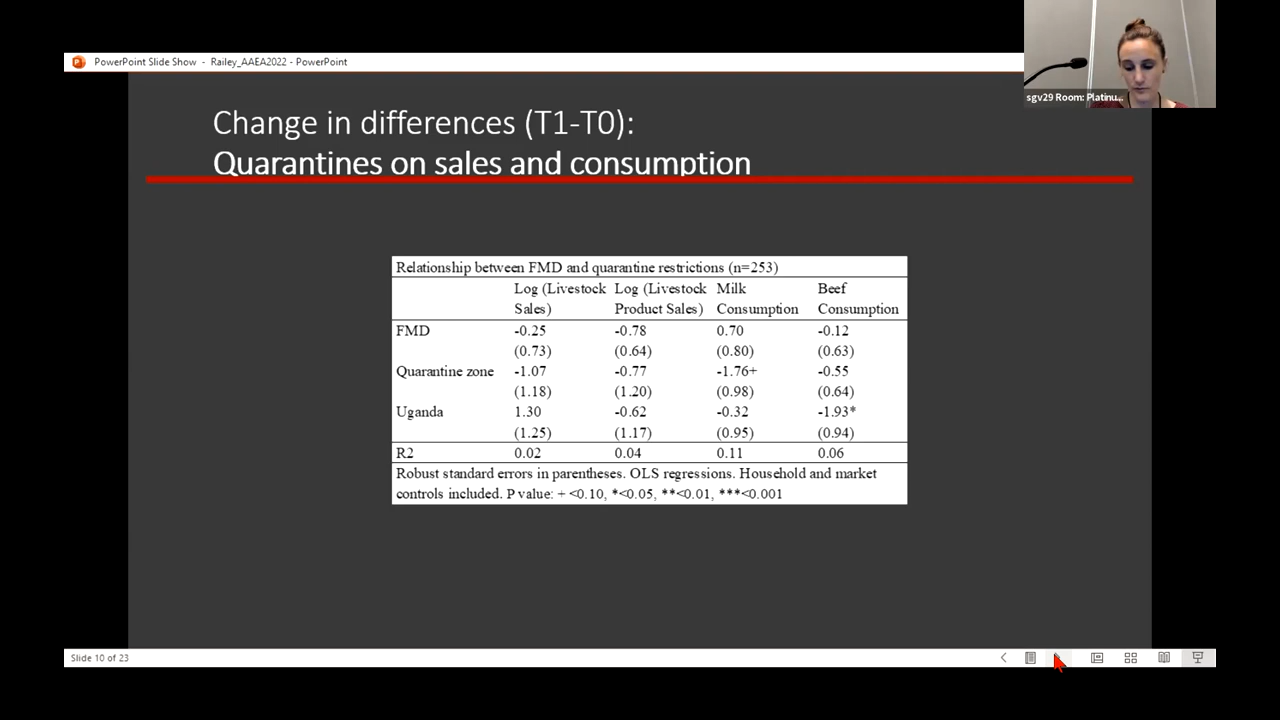 PowerPoint Slide Show - Railey_AAEA2022 - PowerPoint
sgv29 Room: Platinu...
Change in differences (T1-T0):
Quarantines on sales and consumption
Relationship between FMD and quarantine restrictions (n=253)
Log (Livestock Sales) Log (Livestock Product Sales) Milk Consumption Beef Consumption
FMD -0.25 -0.78 0.70 -0.12
(0.73) (0.64) (0.80) (0.63)
Quarantine zone -1.07 -0.77 -1.76+ -0.55
(1.18) (1.20) (0.98) (0.64)
Uganda 1.30 -0.62 -0.32 -1.93*
(1.25) (1.17) (0.95) (0.94)
R2 0.02 0.04 0.11 0.06
Robust standard errors in parentheses. OLS regressions. Household and market
controls included. P value: + <0.10, *<0.05, **<0.01, ***<0.001
Slide 10 of 23